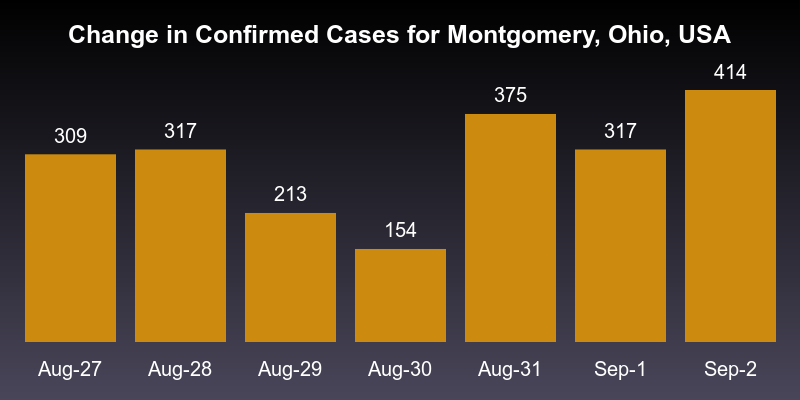 Change in Confirmed Cases for Montgomery, Ohio, USA
309
317
213
154
375
317
414
Aug-27
Aug-28
Aug-29
Aug-30
Aug-31
Sep-1
Sep-2